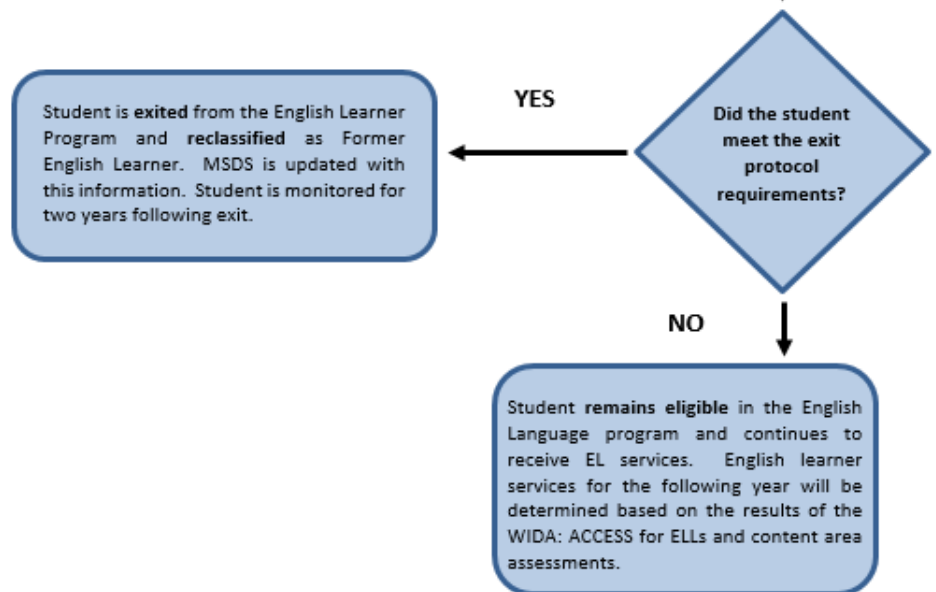 YES
Did the student
meet the exit
protocol
requirements?
Student is exited from the English Learner
Program and reclassified as Former
English Learner. MSDS is updated with
this information. Student is monitored for
two years following exit.
NO
Student remains eligible in the English
Language program and continues to
receive EL services. English learner
services for the following year will be
determined based on the results of the
WIDA: ACCESS for ELLs and content area
assessments.